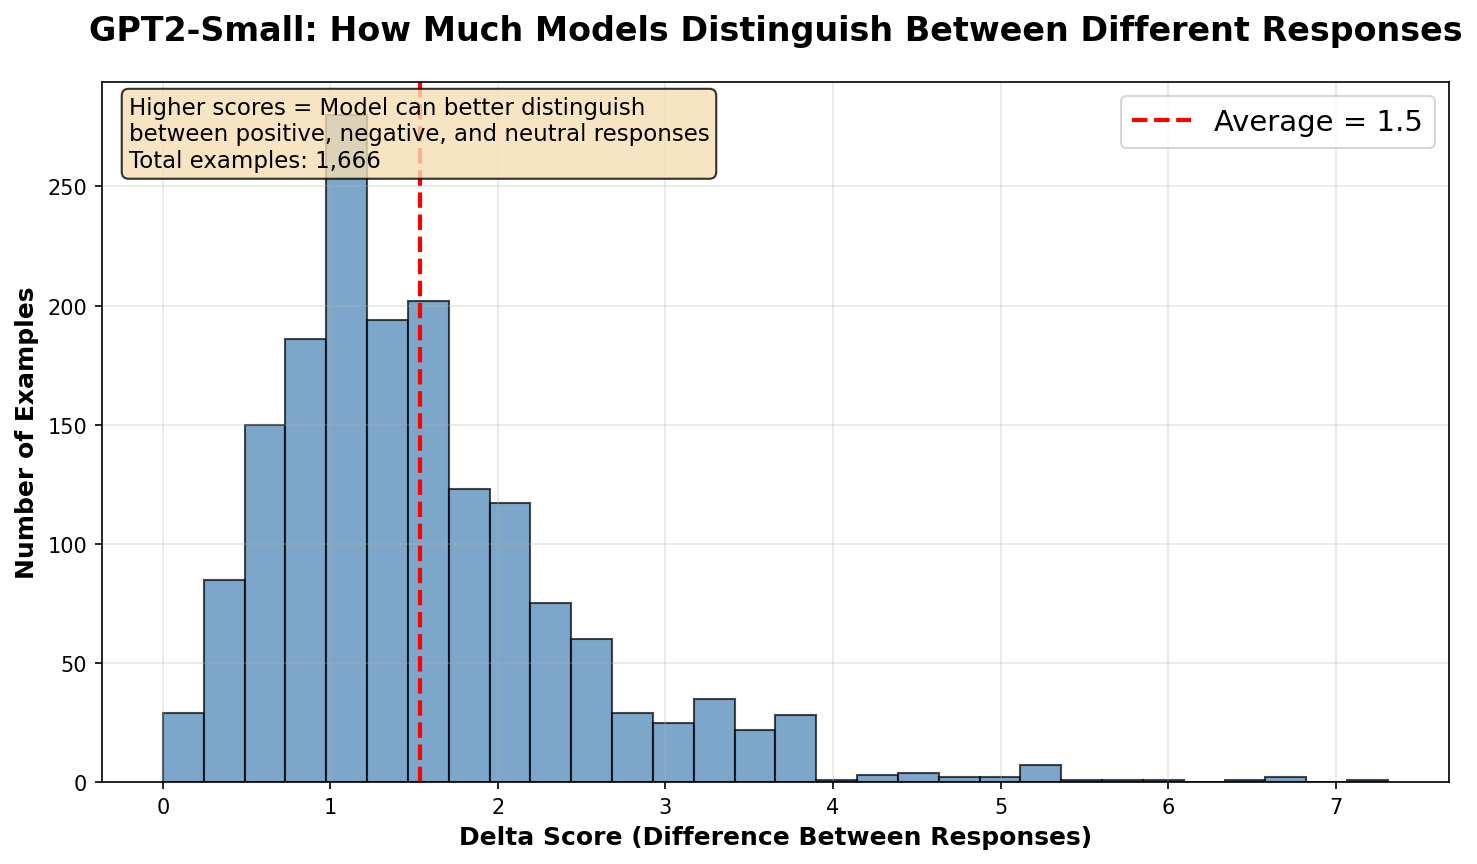 GPT2-Small: How Much Models Distinguish Between Different Responses
Higher scores = Model can better distinguish
between positive, negative, and neutral responses
Total examples: 1,666
Average = 1.5
Number of Examples
250
200
150
100
50
0
0 1 2 3 4 5 6 7
Delta Score (Difference Between Responses)